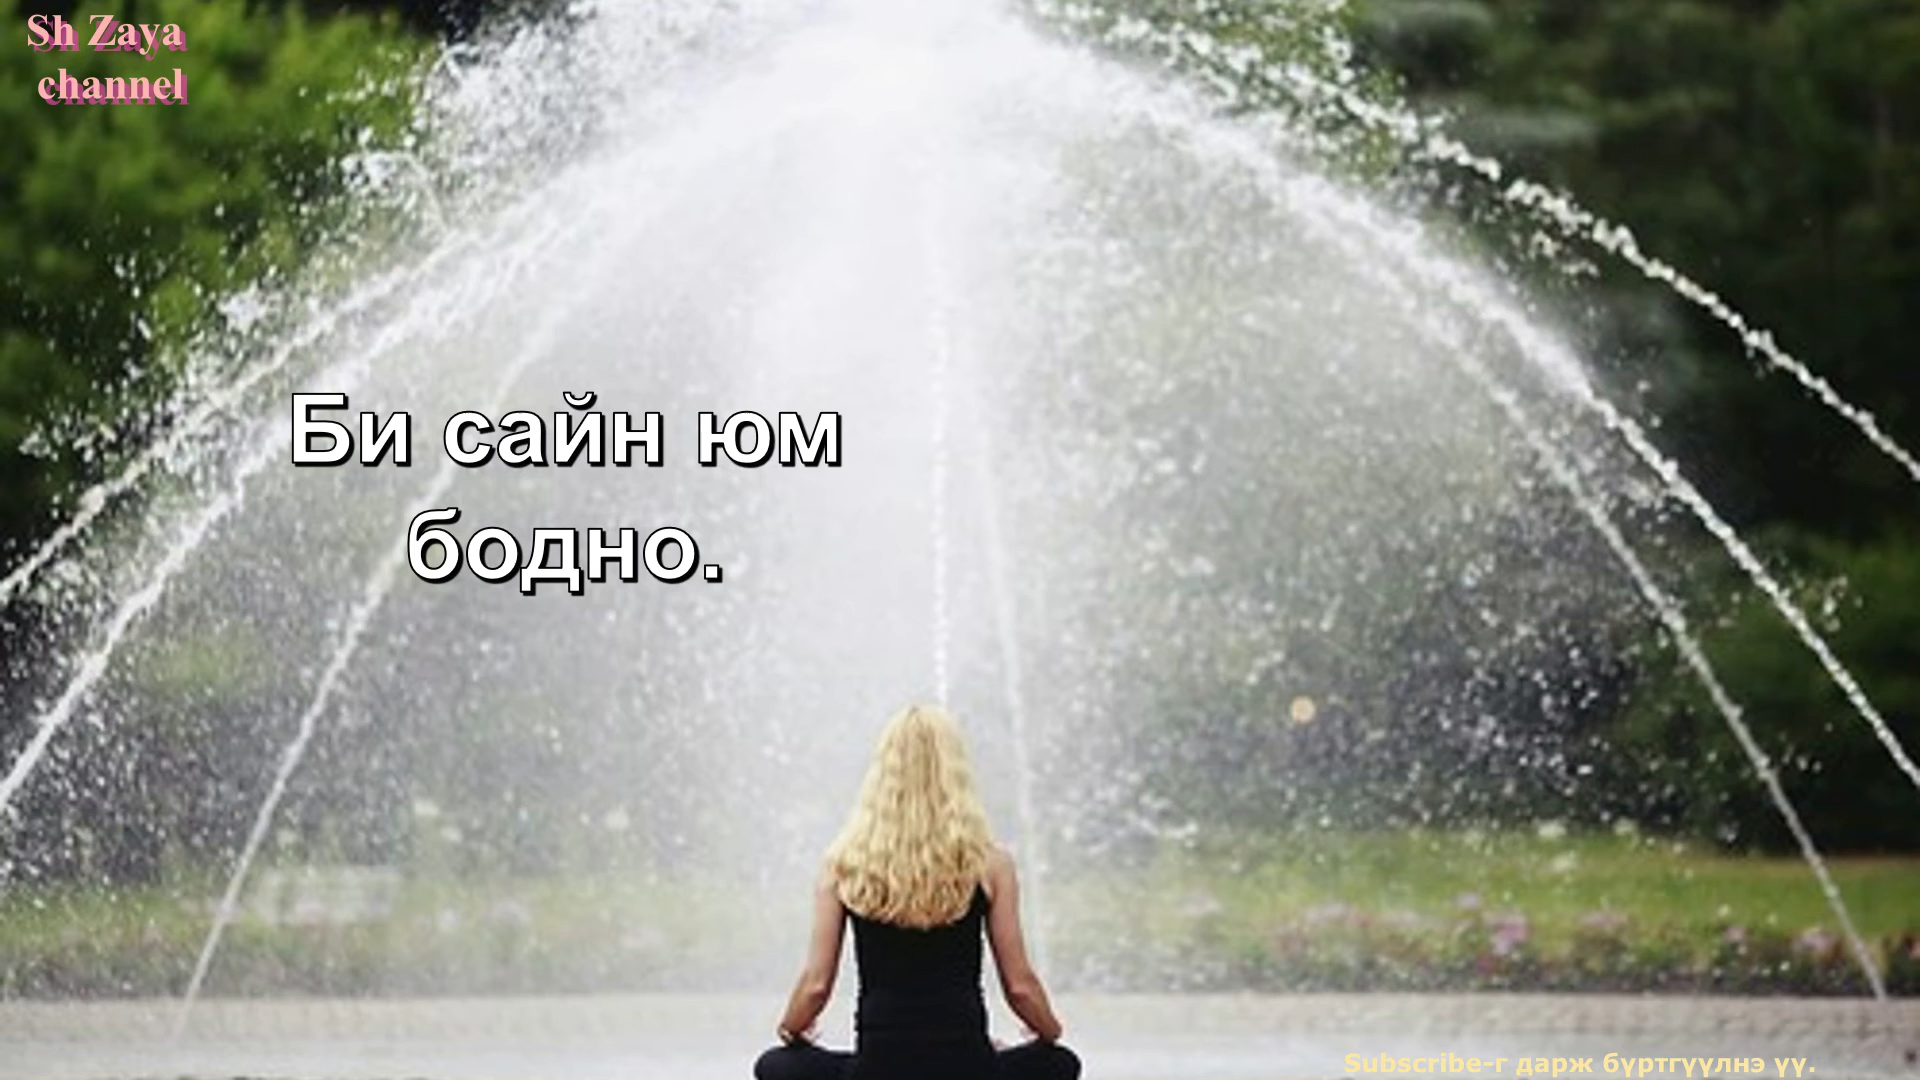 Sh Zaya
channel
Би сайн юм
бодно.
Subscribe-г дарж бүртгүүлнэ үү.